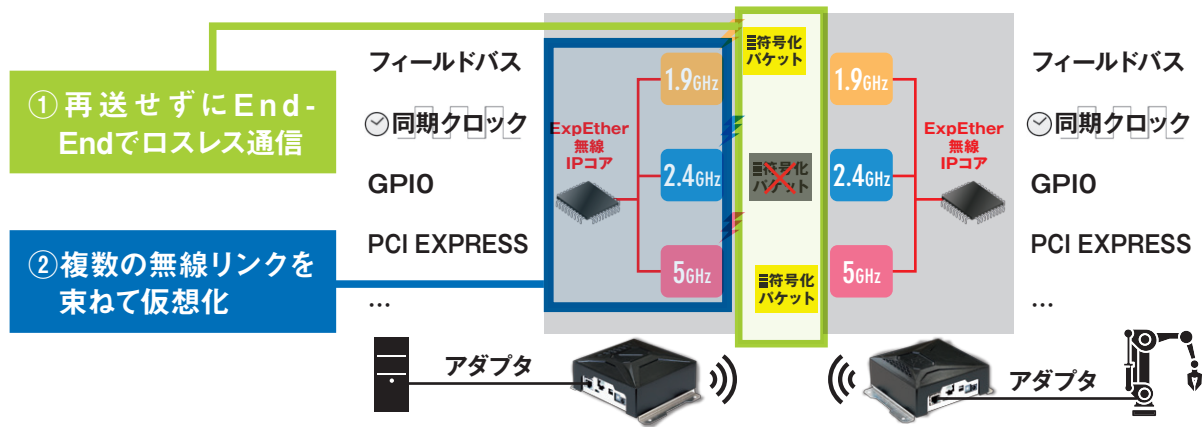 ①再送せずにEnd-
Endでロスレス通信
②複数の無線リンクを
束ねて仮想化
フィールドバス
同期クロック
GPIO
PCI EXPRESS
…
ExpEther
無線
IPコア
1.9GHz
2.4GHz
5GHz
符号化
パケット
符号化
パケット
符号化
パケット
1.9GHz
2.4GHz
5GHz
ExpEther
無線
IPコア
フィールドバス
同期クロック
GPIO
PCI EXPRESS
…
アダプタ
アダプタ